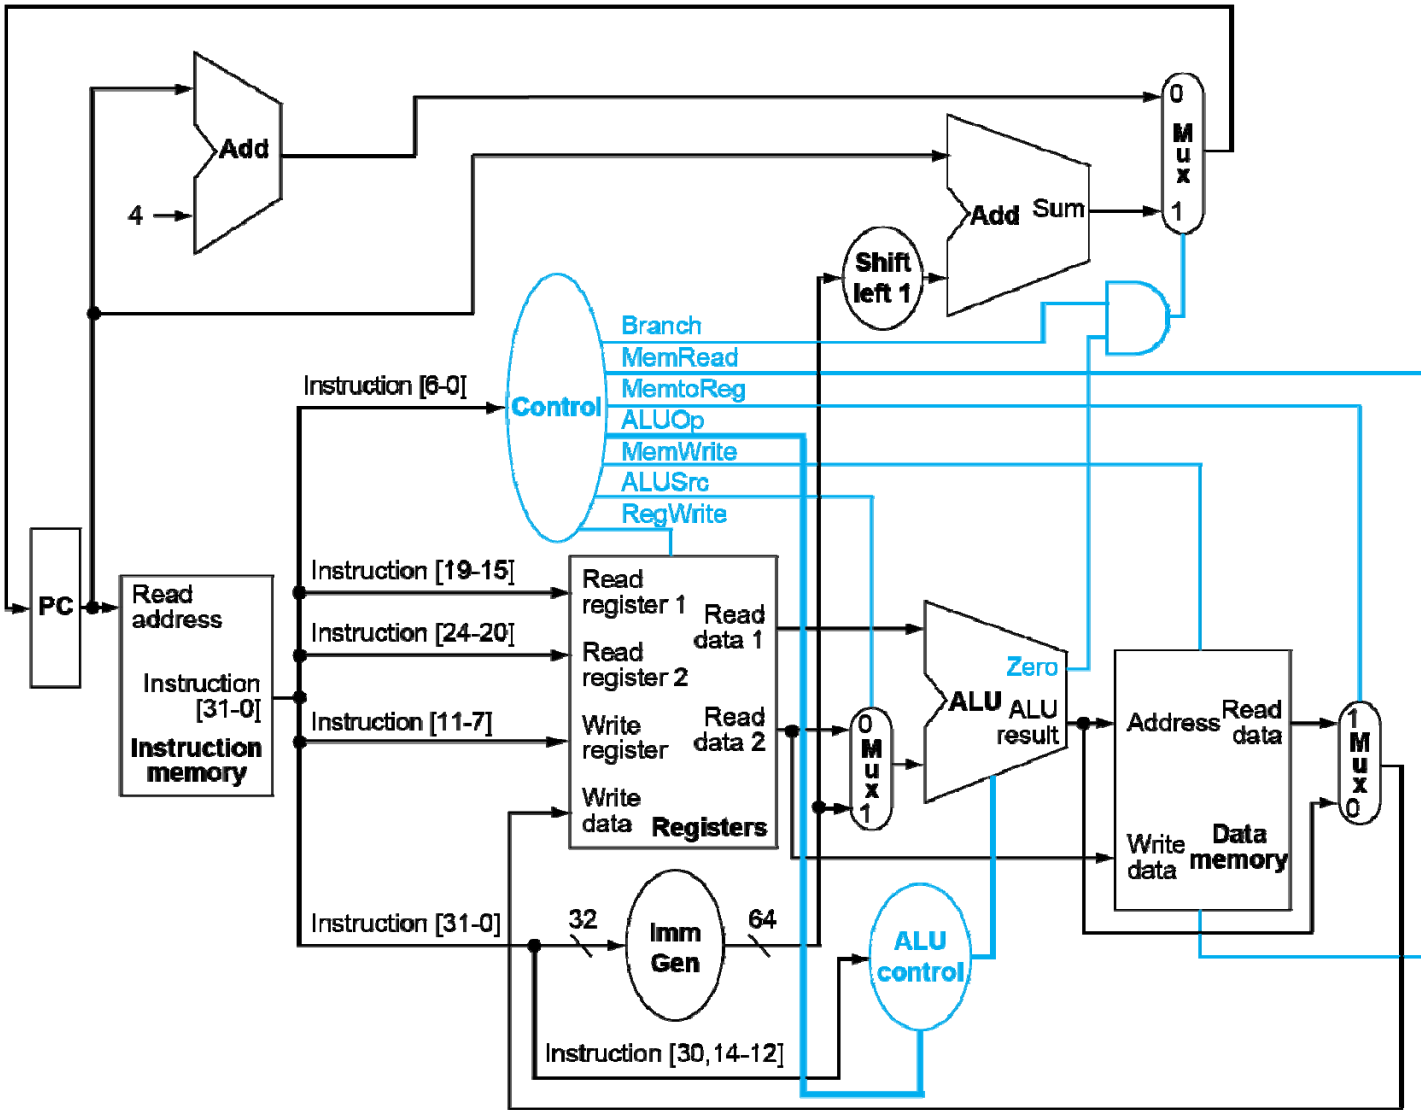 0
Mux
1
Add
4
Add
Sum
Shift
left 1
Branch
MemRead
MemtoReg
ALUOp
MemWrite
ALUSrc
RegWrite
Control
Instruction [6-0]
PC
Read
address
Instruction
[31-0]
Instruction
memory
Instruction [19-15]
Instruction [24-20]
Instruction [11-7]
Instruction [31-0]
Read
register 1
Read
register 2
Write
register
Write
data
Read
data 1
Read
data 2
Registers
0
Mux
1
Zero
ALU
ALU
result
Address
Read
data
Write
data
Data
memory
1
Mux
0
32
Imm
Gen
64
ALU
control
Instruction [30,14-12]